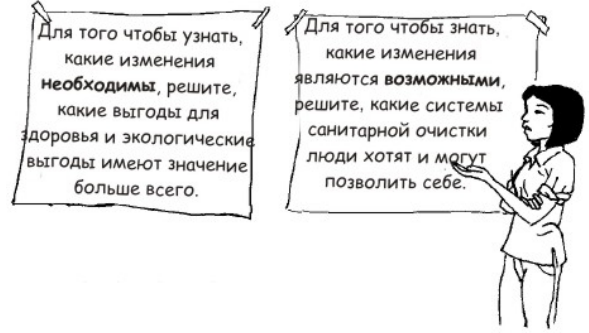 Для того чтобы узнать,
какие изменения
необходимы, решите,
какие выгоды для
здоровья и экологические
выгоды имеют значение
больше всего.
Для того чтобы знать,
какие изменения
являются возможными,
решите, какие системы
санитарной очистки
люди хотят и могут
позволить себе.